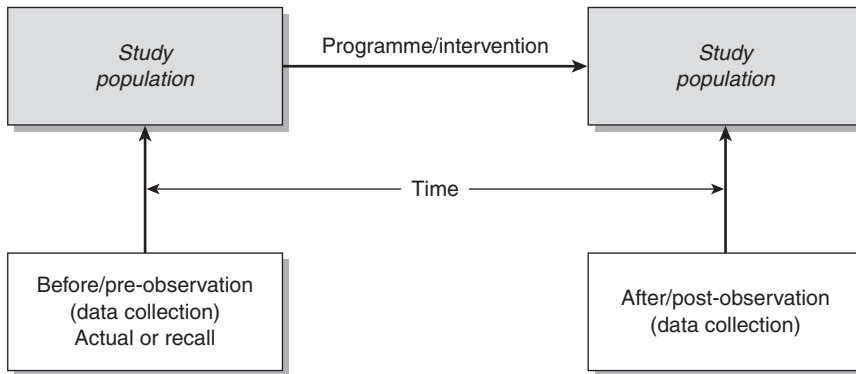 Study
population
Programme/intervention
Study
population
Time
Before/pre-observation
(data collection)
Actual or recall
After/post-observation
(data collection)